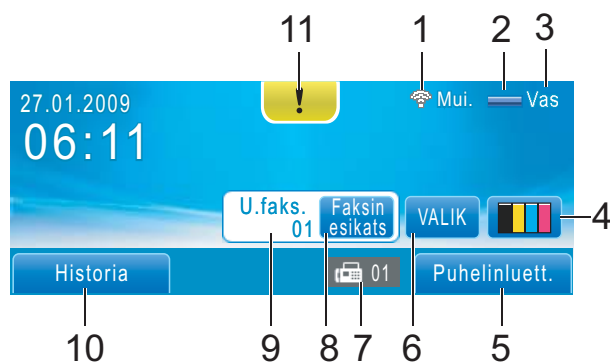 11 1 2 3
27.01.2009 ! Mui. Vas
06:11
U.faks. Faksin VALIK 4
01 esikats
Historia 01 Puhelinluett.
10 9 8 7 6 5